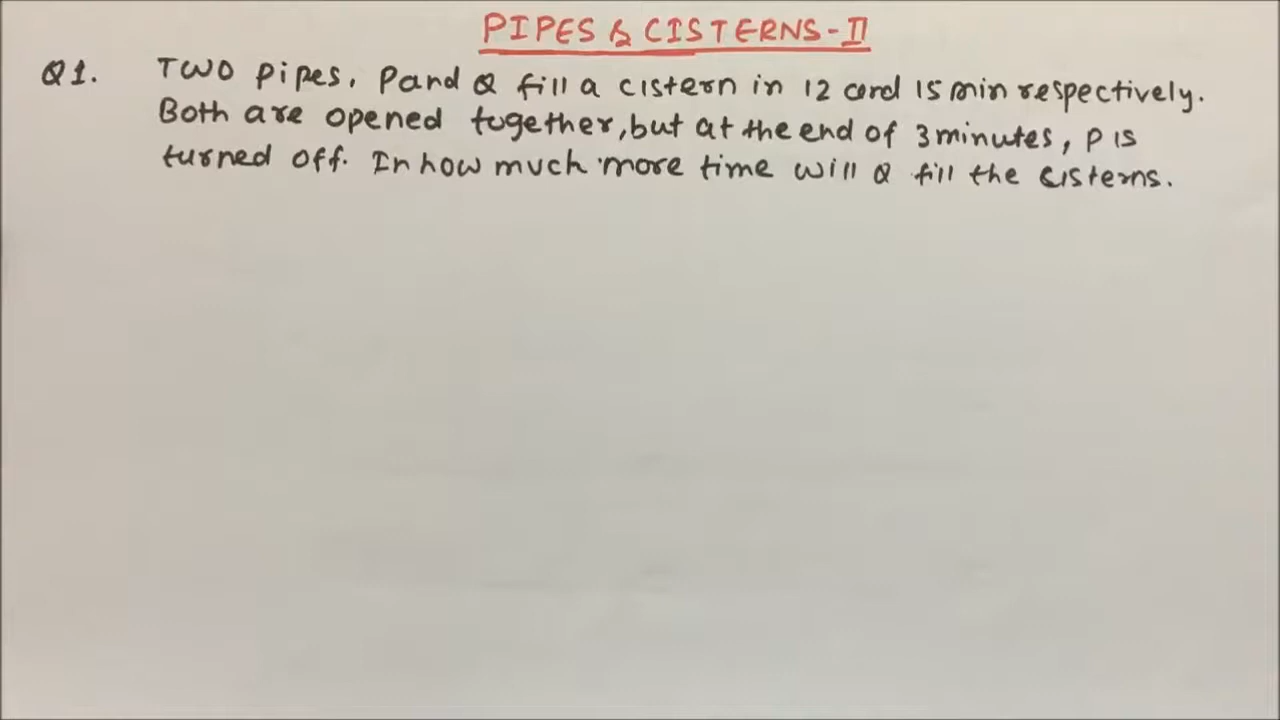 PIPES & CISTERNS-II
Q1. TWO pipes, P and Q fill a cistern in 12 and 15 min respectively.
Both are opened together, but at the end of 3 minutes, P is
turned off. In how much more time will Q fill the cisterns.